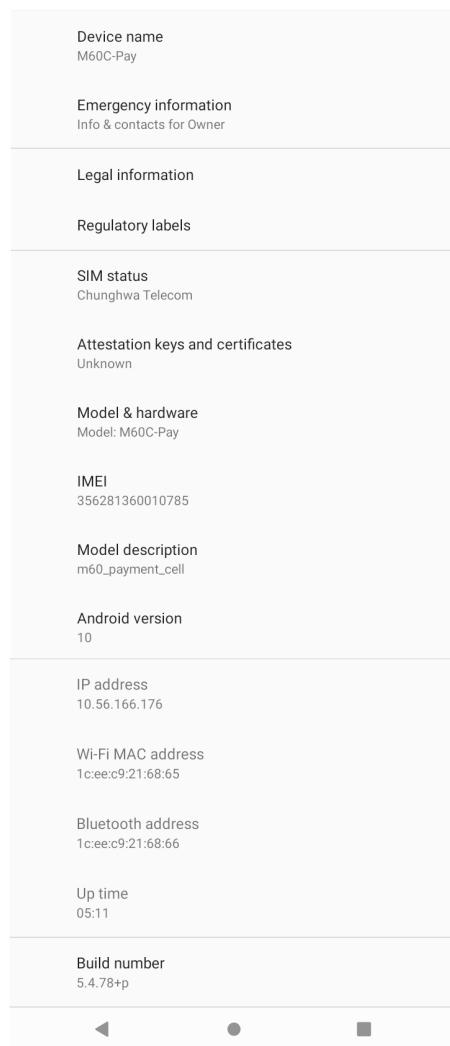 Device name
M60C-Pay
Emergency information
Info & contacts for Owner
Legal information
Regulatory labels
SIM status
Chunghwa Telecom
Attestation keys and certificates
Unknown
Model & hardware
Model: M60C-Pay
IMEI
356281360010785
Model description
m60_payment_cell
Android version
10
IP address
10.56.166.176
Wi-Fi MAC address
1c:ee:c9:21:68:65
Bluetooth address
1c:ee:c9:21:68:66
Up time
05:11
Build number
5.4.78+p